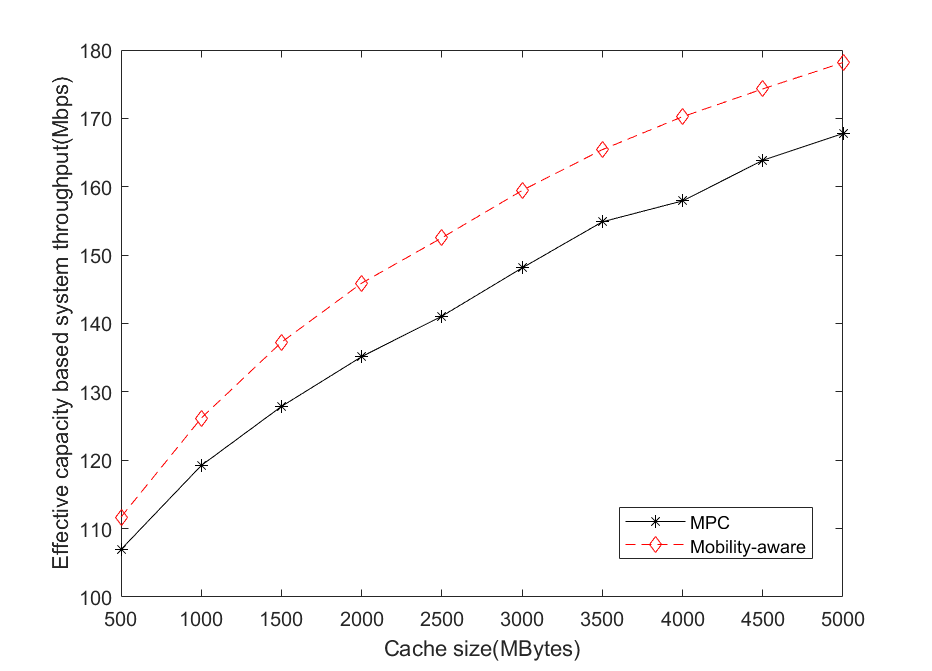 180
170
160
150
140
130
120
110
100
Effective capacity based system throughput(Mbps)
MPC
Mobility-aware
500 1000 1500 2000 2500 3000 3500 4000 4500 5000
Cache size(MBytes)